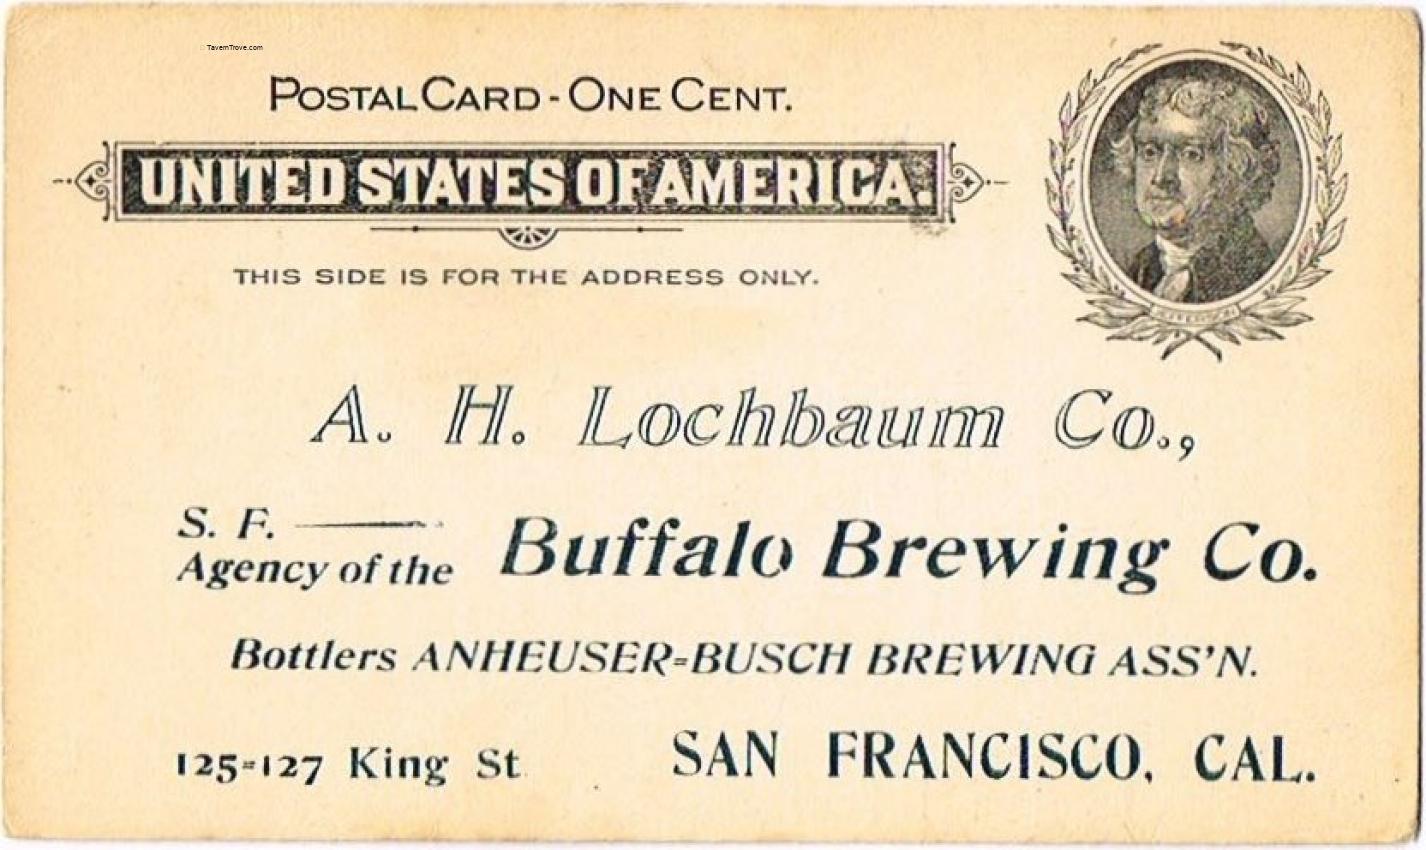 TavernTrove.com
POSTAL CARD - ONE CENT.
UNITED STATES OF AMERICA.
THIS SIDE IS FOR THE ADDRESS ONLY.
JEFFERSON
A. H. Lochbaum Co.,
S. F.
Agency of the Buffalo Brewing Co.
Bottlers ANHEUSER=BUSCH BREWING ASS'N.
125=127 King St SAN FRANCISCO, CAL.